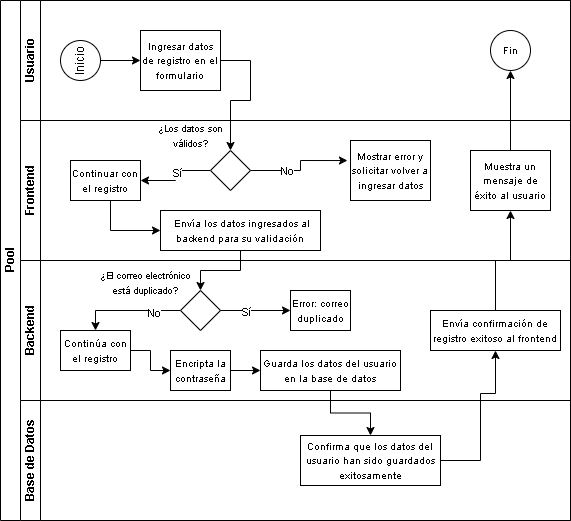 Pool
Usuario
Inicio
Ingresar datos
de registro en el
formulario
Fin
Frontend
¿Los datos son
válidos?
Sí
No
Continuar con
el registro
Mostrar error y
solicitar volver a
ingresar datos
Muestra un
mensaje de
éxito al usuario
Envía los datos ingresados al
backend para su validación
Backend
¿El correo electrónico
está duplicado?
No
Sí
Error: correo
duplicado
Envía confirmación de
registro exitoso al frontend
Continúa con
el registro
Encripta la
contraseña
Guarda los datos del usuario
en la base de datos
Base de Datos
Confirma que los datos del
usuario han sido guardados
exitosamente